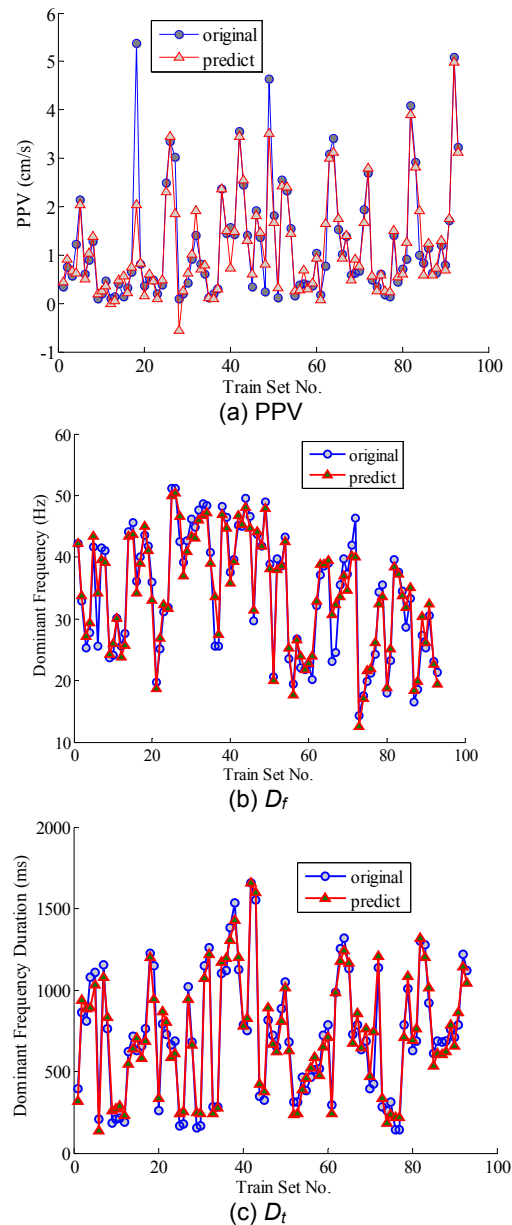 6
5
4
3
2
1
0
-1
PPV (cm/s)
original
predict
0 20 40 60 80 100
Train Set No.
(a) PPV
60
50
40
30
20
10
Dominant Frequency (Hz)
original
predict
0 20 40 60 80 100
Train Set No.
(b) Df
2000
1500
1000
500
0
Dominant Frequency Duration (ms)
original
predict
0 20 40 60 80 100
Train Set No.
(c) Dt